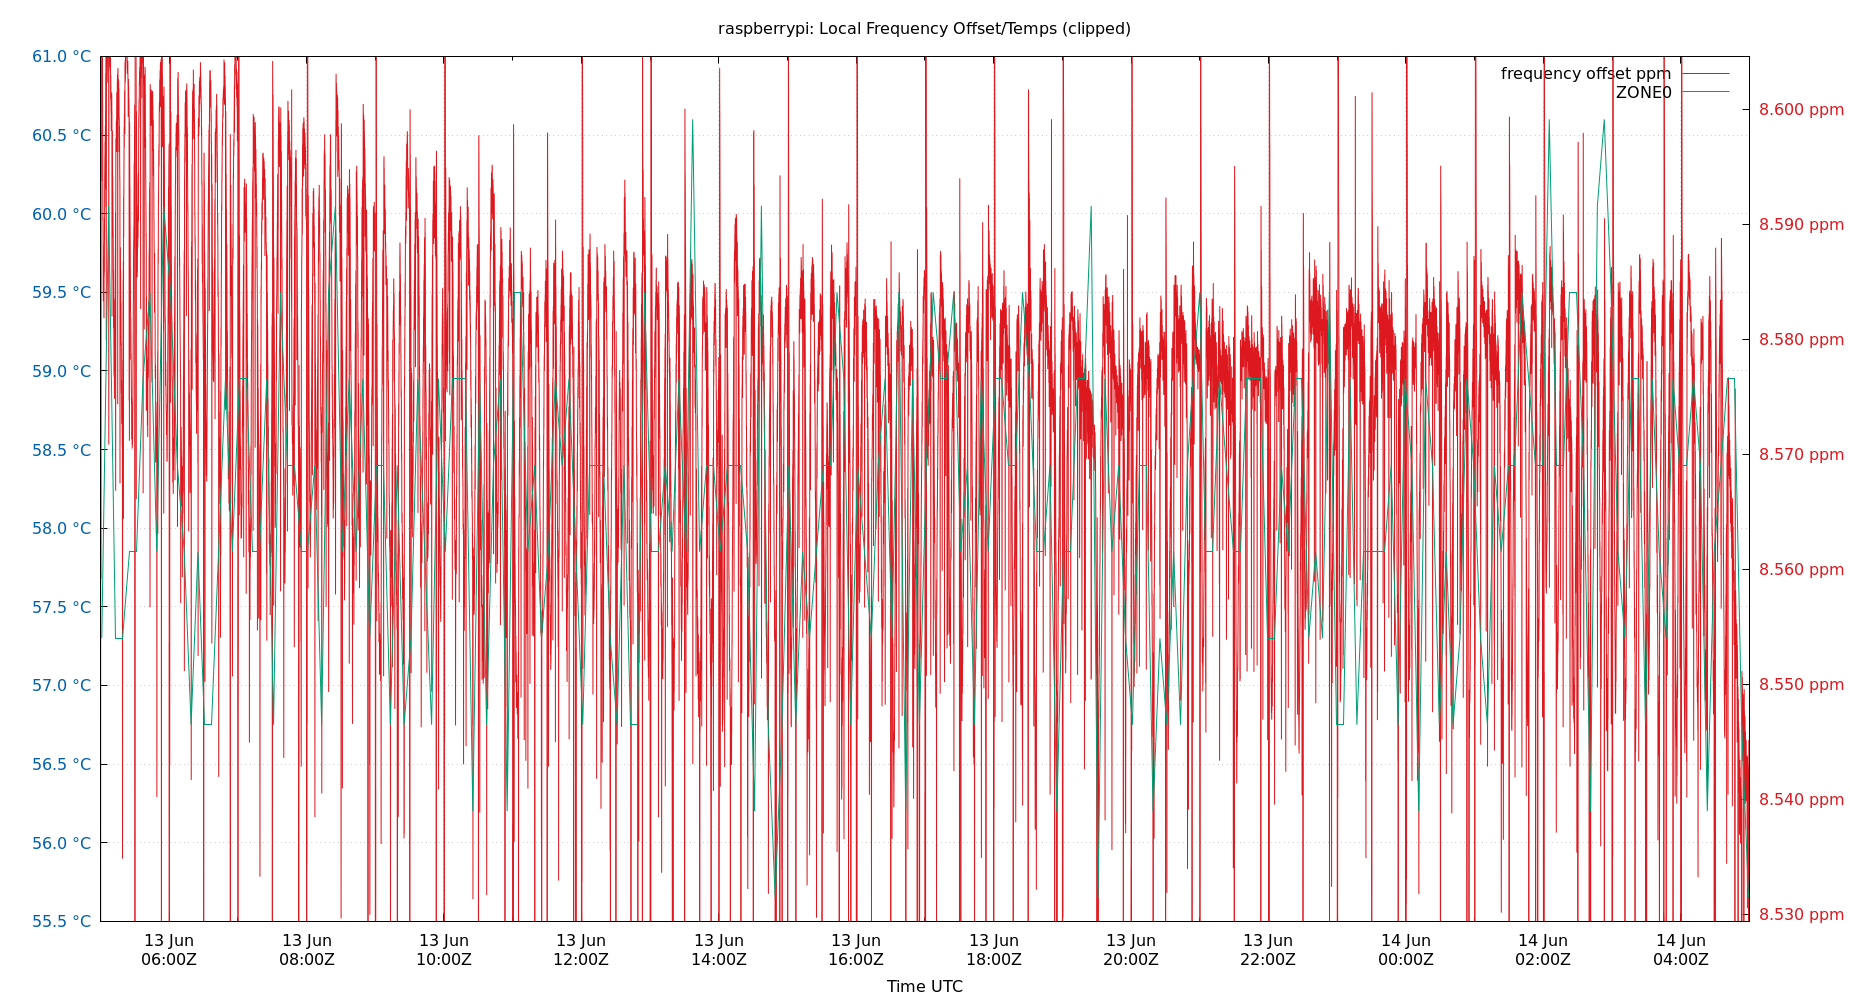 raspberrypi: Local Frequency Offset/Temps (clipped)
61.0 °C
60.5 °C
60.0 °C
59.5 °C
59.0 °C
58.5 °C
58.0 °C
57.5 °C
57.0 °C
56.5 °C
56.0 °C
55.5 °C
frequency offset ppm
ZONE0
8.600 ppm
8.590 ppm
8.580 ppm
8.570 ppm
8.560 ppm
8.550 ppm
8.540 ppm
8.530 ppm
13 Jun
06:00Z
13 Jun
08:00Z
13 Jun
10:00Z
13 Jun
12:00Z
13 Jun
14:00Z
13 Jun
16:00Z
13 Jun
18:00Z
13 Jun
20:00Z
13 Jun
22:00Z
14 Jun
00:00Z
14 Jun
02:00Z
14 Jun
04:00Z
Time UTC